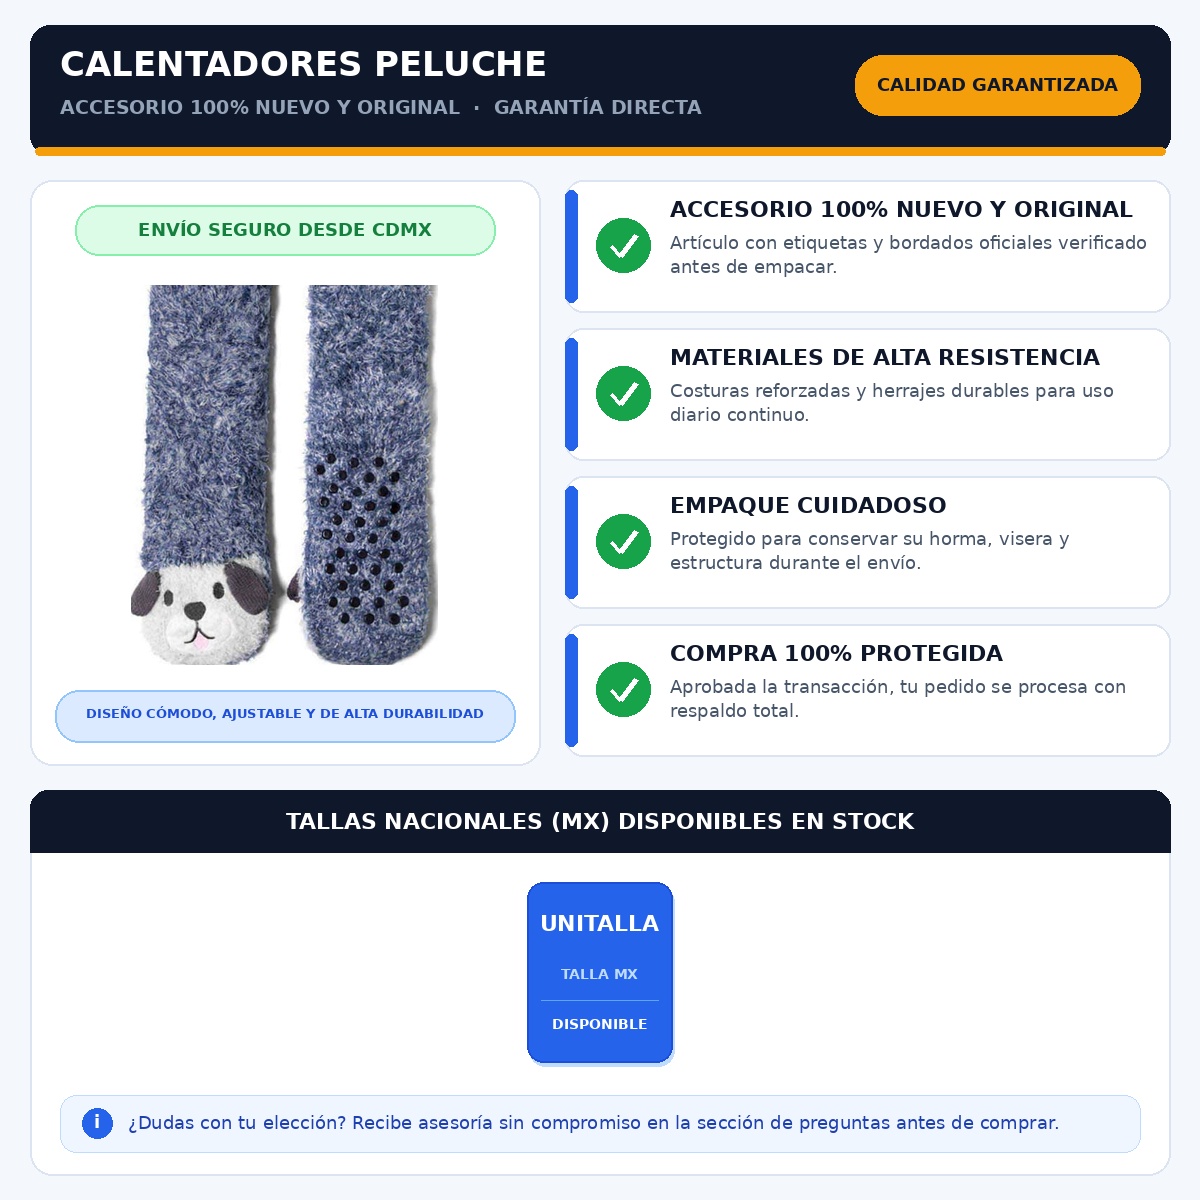 CALENTADORES PELUCHE
ACCESORIO 100% NUEVO Y ORIGINAL · GARANTÍA DIRECTA
CALIDAD GARANTIZADA
ENVÍO SEGURO DESDE CDMX
DISEÑO CÓMODO, AJUSTABLE Y DE ALTA DURABILIDAD
ACCESORIO 100% NUEVO Y ORIGINAL
Artículo con etiquetas y bordados oficiales verificado
antes de empacar.
MATERIALES DE ALTA RESISTENCIA
Costuras reforzadas y herrajes durables para uso
diario continuo.
EMPAQUE CUIDADOSO
Protegido para conservar su horma, visera y
estructura durante el envío.
COMPRA 100% PROTEGIDA
Aprobada la transacción, tu pedido se procesa con
respaldo total.
TALLAS NACIONALES (MX) DISPONIBLES EN STOCK
UNITALLA
TALLA MX
DISPONIBLE
i ¿Dudas con tu elección? Recibe asesoría sin compromiso en la sección de preguntas antes de comprar.